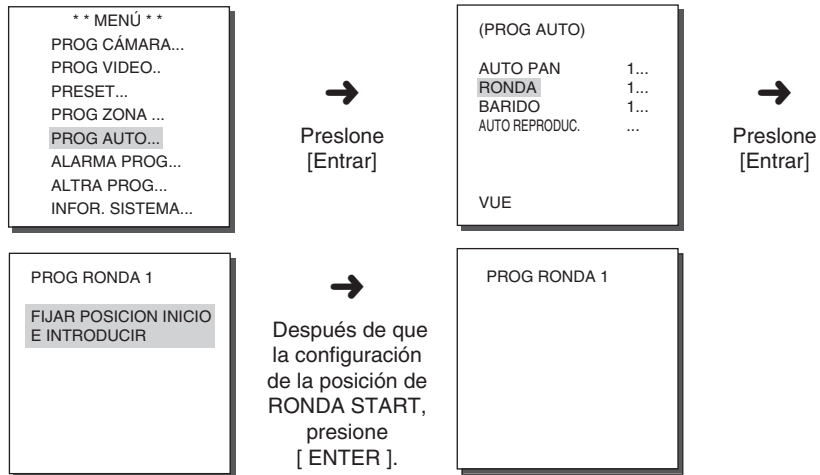 * * MENÚ * *
PROG CÁMARA...
PROG VIDEO..
PRESET...
PROG ZONA ...
PROG AUTO...
ALARMA PROG...
ALTRA PROG...
INFOR. SISTEMA...
➔
Preslone
[Entrar]
(PROG AUTO)
AUTO PAN 1...
RONDA 1...
BARIDO 1...
AUTO REPRODUC. ...
VUE
➔
Preslone
[Entrar]
PROG RONDA 1
FIJAR POSICION INICIO
E INTRODUCIR
➔
Después de que
la configuración
de la posición de
RONDA START,
presione
[ ENTER ].
PROG RONDA 1